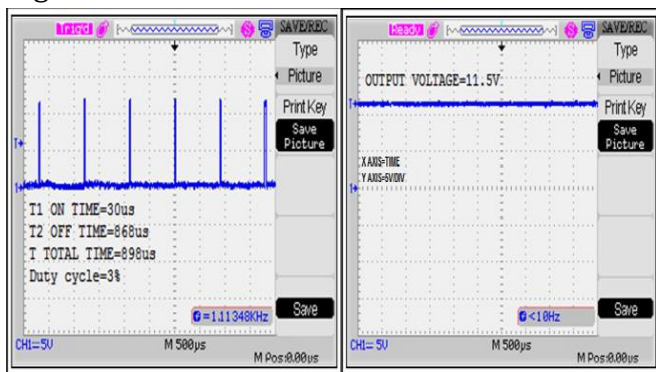 Trig'd
SAVE/REC
Type
Picture
Print Key
Save
Picture
T1 ON TIME=30us
T2 OFF TIME=868us
T TOTAL TIME=898us
Duty cycle=3%
=1.11348KHz
Save
CH1= 5V
M 500μs
M Pos:0.00μs
Ready
SAVE/REC
Type
OUTPUT VOLTAGE=11.5V
Picture
Print Key
Save
Picture
X AXIS=TIME
Y AXIS=5V/DIV
<10Hz
Save
CH1= 5V
M 500μs
M Pos:0.00μs